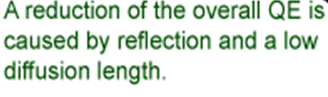 A reduction of the overall QE is
caused by reflection and a low
diffusion length.